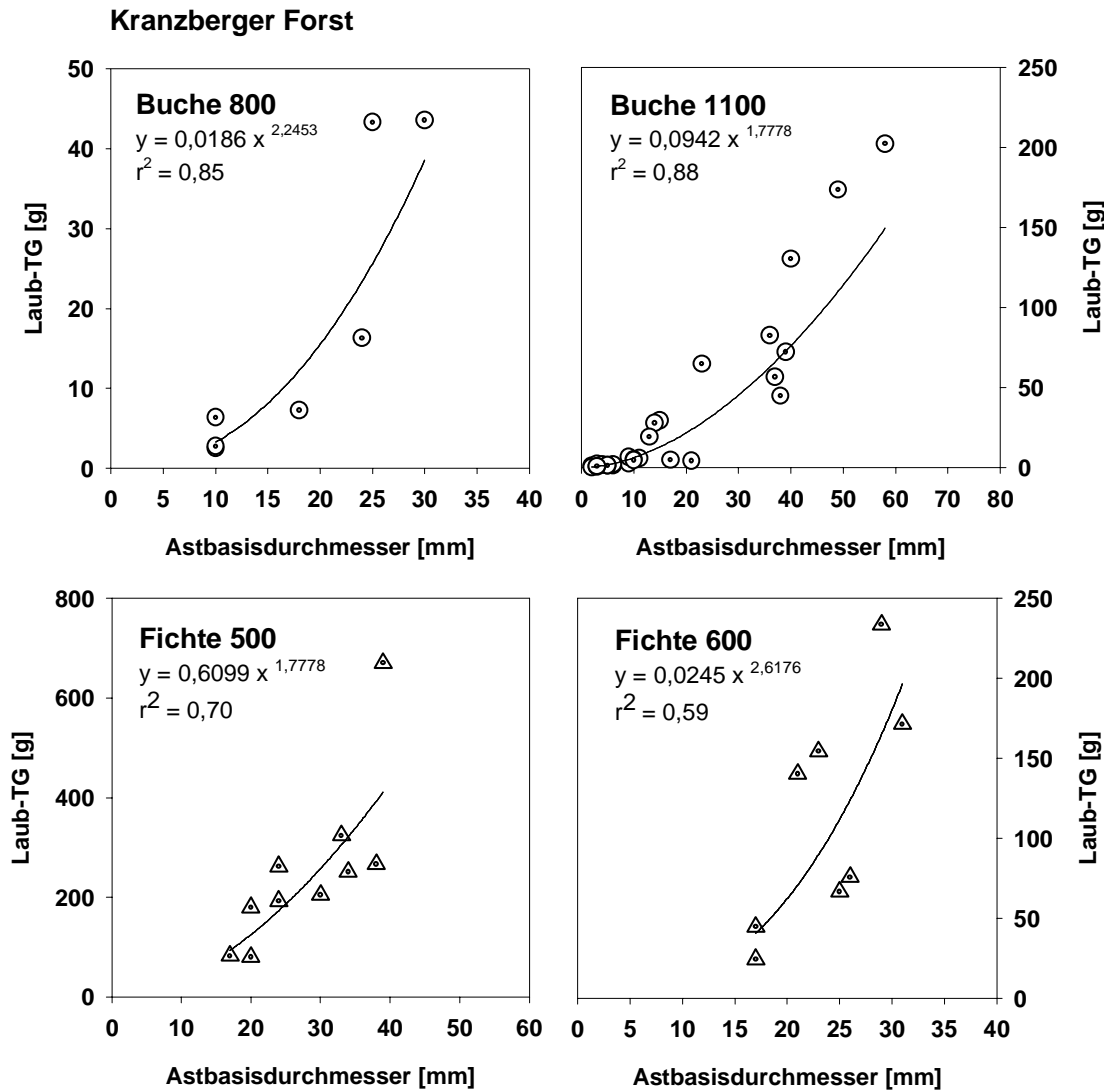 Kranzberger Forst
Buche 800
y = 0,0186 x 2,2453
r2 = 0,85
50
40
30
20
10
0
Laub-TG [g]
0 5 10 15 20 25 30 35 40
Astbasisdurchmesser [mm]
Buche 1100
y = 0,0942 x 1,7778
r2 = 0,88
250
200
150
100
50
0
Laub-TG [g]
0 10 20 30 40 50 60 70 80
Astbasisdurchmesser [mm]
Fichte 500
y = 0,6099 x 1,7778
r2 = 0,70
800
600
400
200
0
Laub-TG [g]
0 10 20 30 40 50 60
Astbasisdurchmesser [mm]
Fichte 600
y = 0,0245 x 2,6176
r2 = 0,59
250
200
150
100
50
0
Laub-TG [g]
0 5 10 15 20 25 30 35 40
Astbasisdurchmesser [mm]